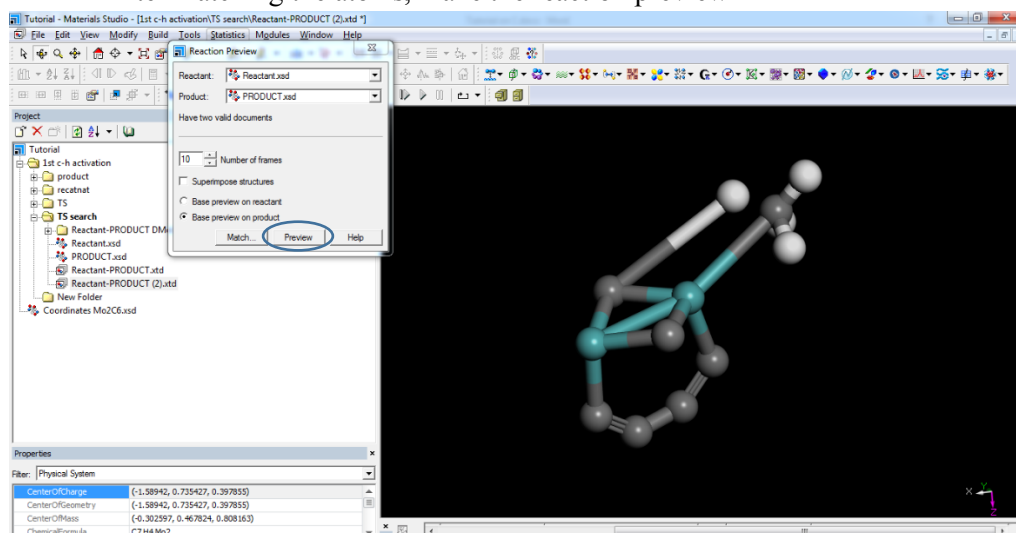 Tutorial - Materials Studio - [1st c-h activation\TS search\Reactant-PRODUCT (2).xtd *]
File Edit View Modify Build Tools Statistics Modules Window Help
Reaction Preview
Reactant: Reactant.xsd
Product: PRODUCT.xsd
Have two valid documents
10 Number of frames
Superimpose structures
Base preview on reactant
Base preview on product
Match... Preview Help
Project
Tutorial
1st c-h activation
product
recatnat
TS
TS search
Reactant-PRODUCT
Reactant.xsd
PRODUCT.xsd
Reactant-PRODUCT.xtd
Reactant-PRODUCT (2).xtd
New Folder
Coordinates Mo2C6.xsd
Properties
Filter: Physical System
CenterOfCharge (-1.58942, 0.735427, 0.397855)
CenterOfGeometry (-1.58942, 0.735427, 0.397855)
CenterOfMass (-0.302597, 0.467824, 0.808163)
ChemicalFormula C7 H4 Mo2
X
Y
Z